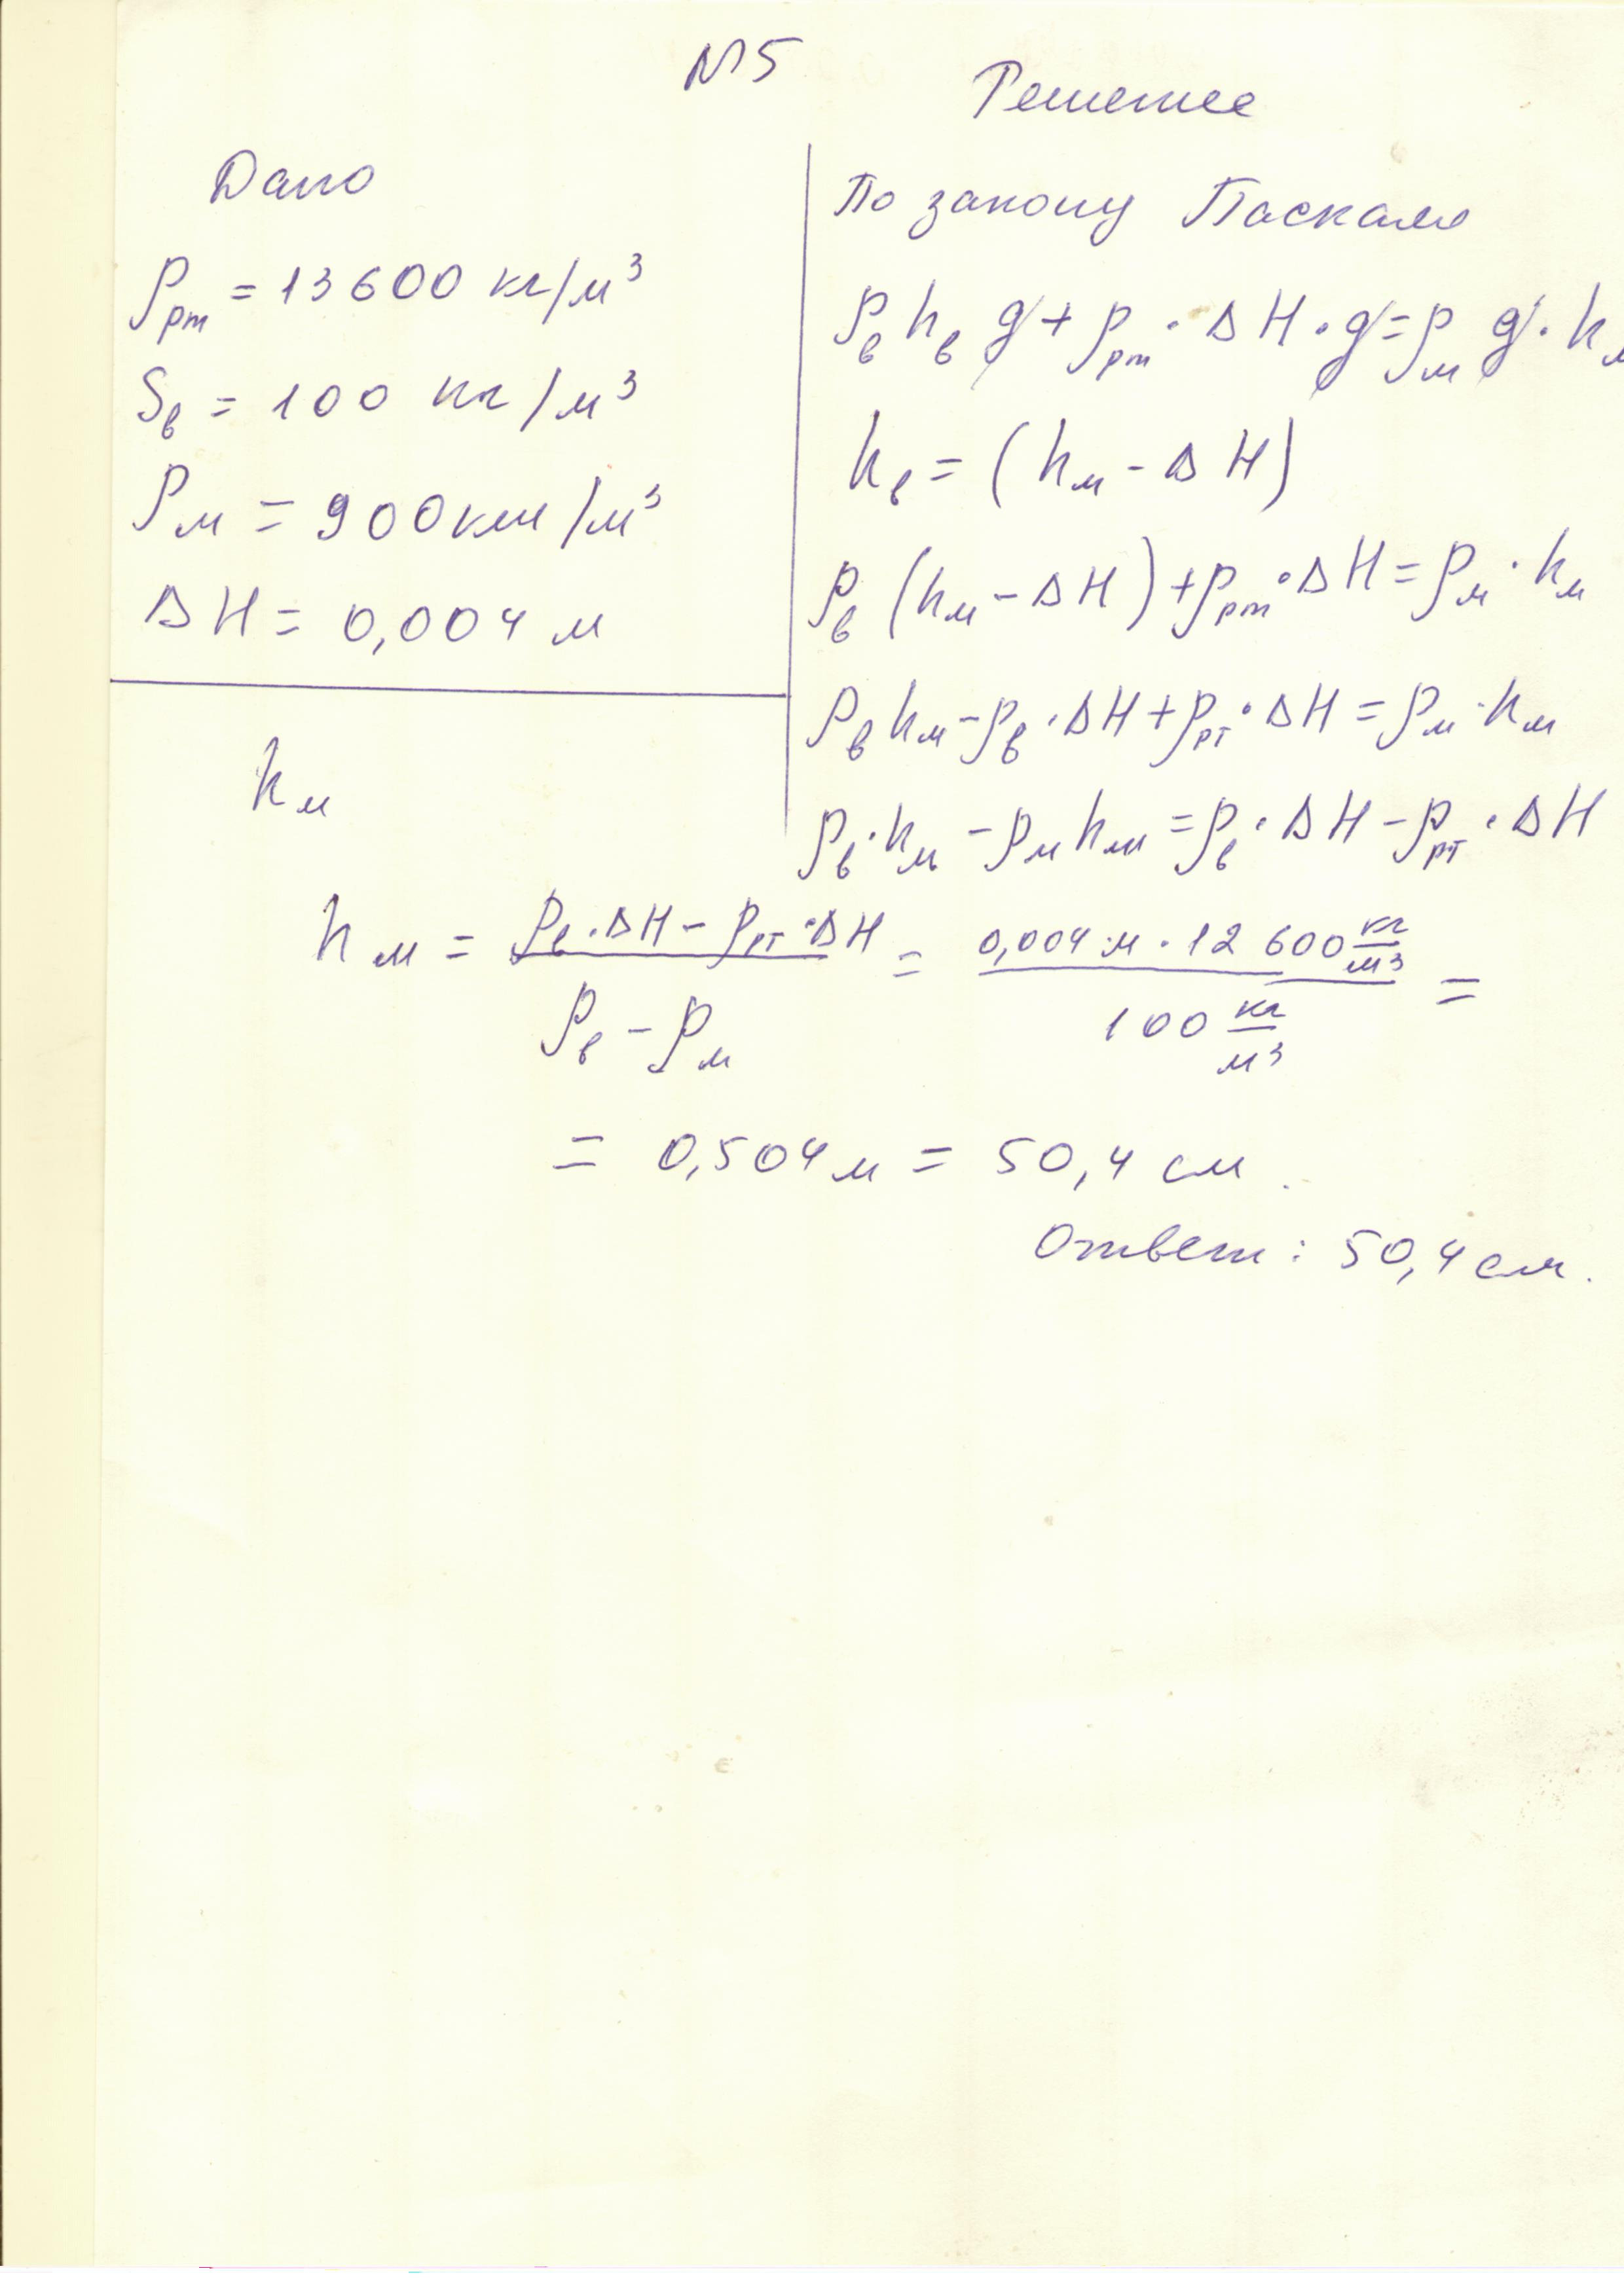 №5
Решение
Дано
ρрт = 13600 кг/м³
Sв = 100 кг/м³
ρм = 900 кг/м³
ΔH = 0,004 м
hм
По закону Паскаля
ρв hв g + ρрт · ΔH · g = ρм g · hм
hв = (hм - ΔH)
ρв (hм - ΔH) + ρрт · ΔH = ρм · hм
ρв hм - ρв · ΔH + ρрт · ΔH = ρм · hм
ρв · hм - ρм hм = ρв · ΔH - ρрт · ΔH
hм = (ρв · ΔH - ρрт · ΔH) / (ρв - ρм) = (0,004 м · 12 600 кг/м³) / (100 кг/м³) =
= 0,504 м = 50,4 см.
Ответ: 50,4 см.